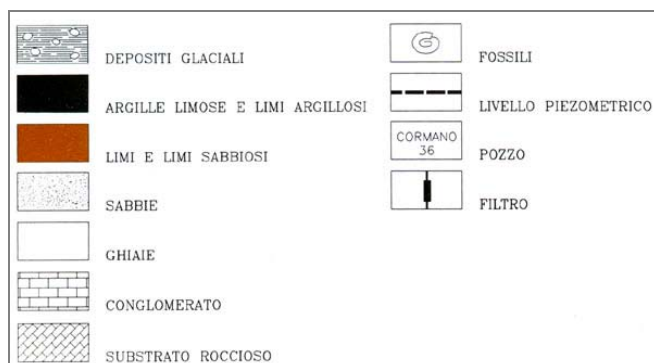 DEPOSITI GLACIALI
ARGILLE LIMOSE E LIMI ARGILLOSI
LIMI E LIMI SABBIOSI
SABBIE
GHIAIE
CONGLOMERATO
SUBSTRATO ROCCIOSO
FOSSILI
LIVELLO PIEZOMETRICO
CORMANO
36
POZZO
FILTRO